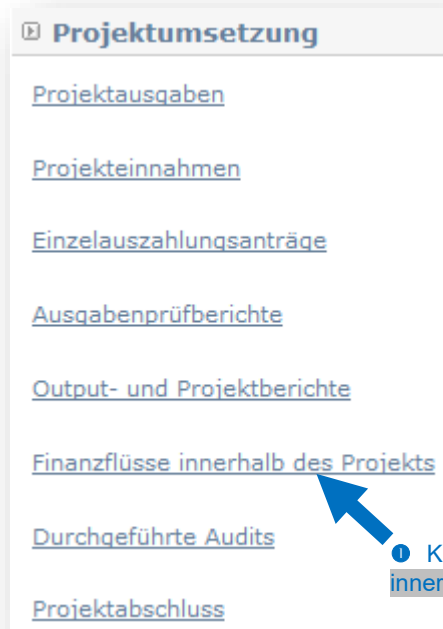 Projektumsetzung
Projektausgaben
Projekteinnahmen
Einzelauszahlungsanträge
Ausgabenprüfberichte
Output- und Projektberichte
Finanzflüsse innerhalb des Projekts
Durchgeführte Audits
Projektabschluss